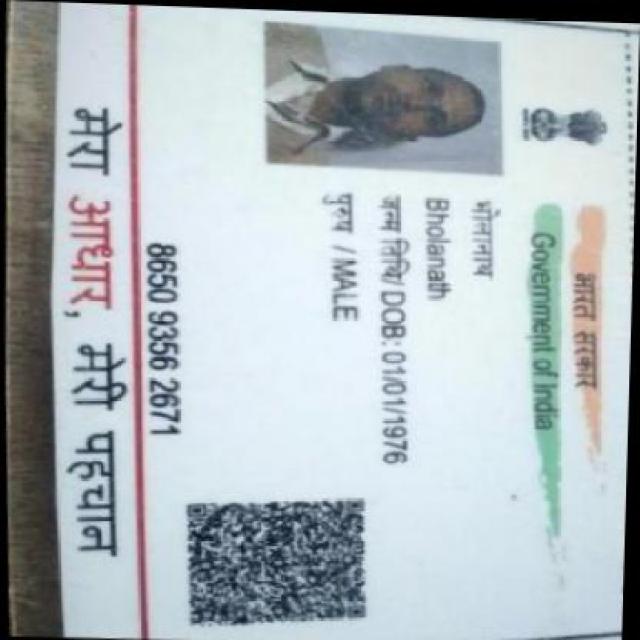 भारत सरकार
Government of India
भोलानाथ
Bholanath
जन्म तिथि/ DOB: 01/01/1976
पुरुष / MALE
8650 9356 2671
मेरा आधार, मेरी पहचान